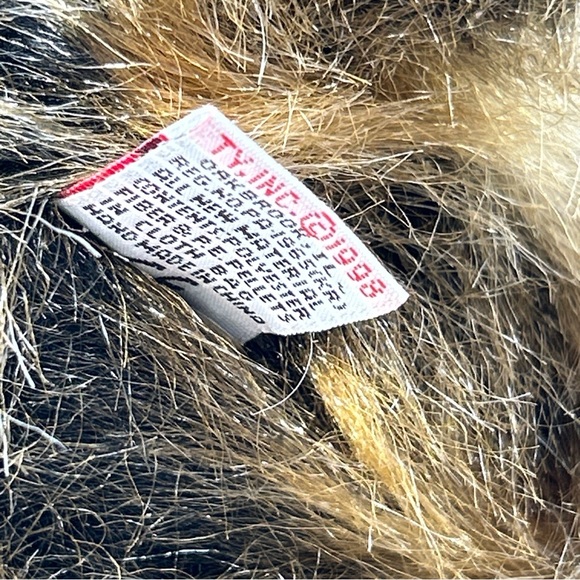 TY, INC. © 1998
OAKBROOK IL
REG. NO. PA 1965(KR)
ALL NEW MATERIAL
CONTENTS: POLYESTER
FIBER & P.E. PELLETS
IN CLOTH BAG
HAND MADE IN CHINA